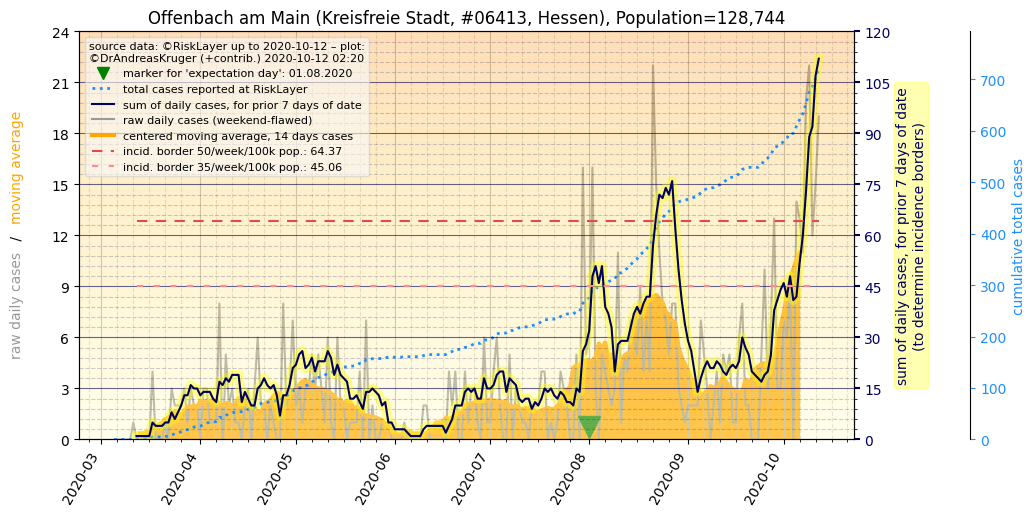 Offenbach am Main (Kreisfreie Stadt, #06413, Hessen), Population=128,744
source data: ©RiskLayer up to 2020-10-12 – plot:
©DrAndreasKruger (+contrib.) 2020-10-12 02:20
marker for 'expectation day': 01.08.2020
total cases reported at RiskLayer
sum of daily cases, for prior 7 days of date
raw daily cases (weekend-flawed)
centered moving average, 14 days cases
incid. border 50/week/100k pop.: 64.37
incid. border 35/week/100k pop.: 45.06
raw daily cases / moving average
24
21
18
15
12
9
6
3
0
120
105
90
75
60
45
30
15
0
sum of daily cases, for prior 7 days of date
(to determine incidence borders)
700
600
500
400
300
200
100
0
cumulative total cases
2020-03
2020-04
2020-05
2020-06
2020-07
2020-08
2020-09
2020-10